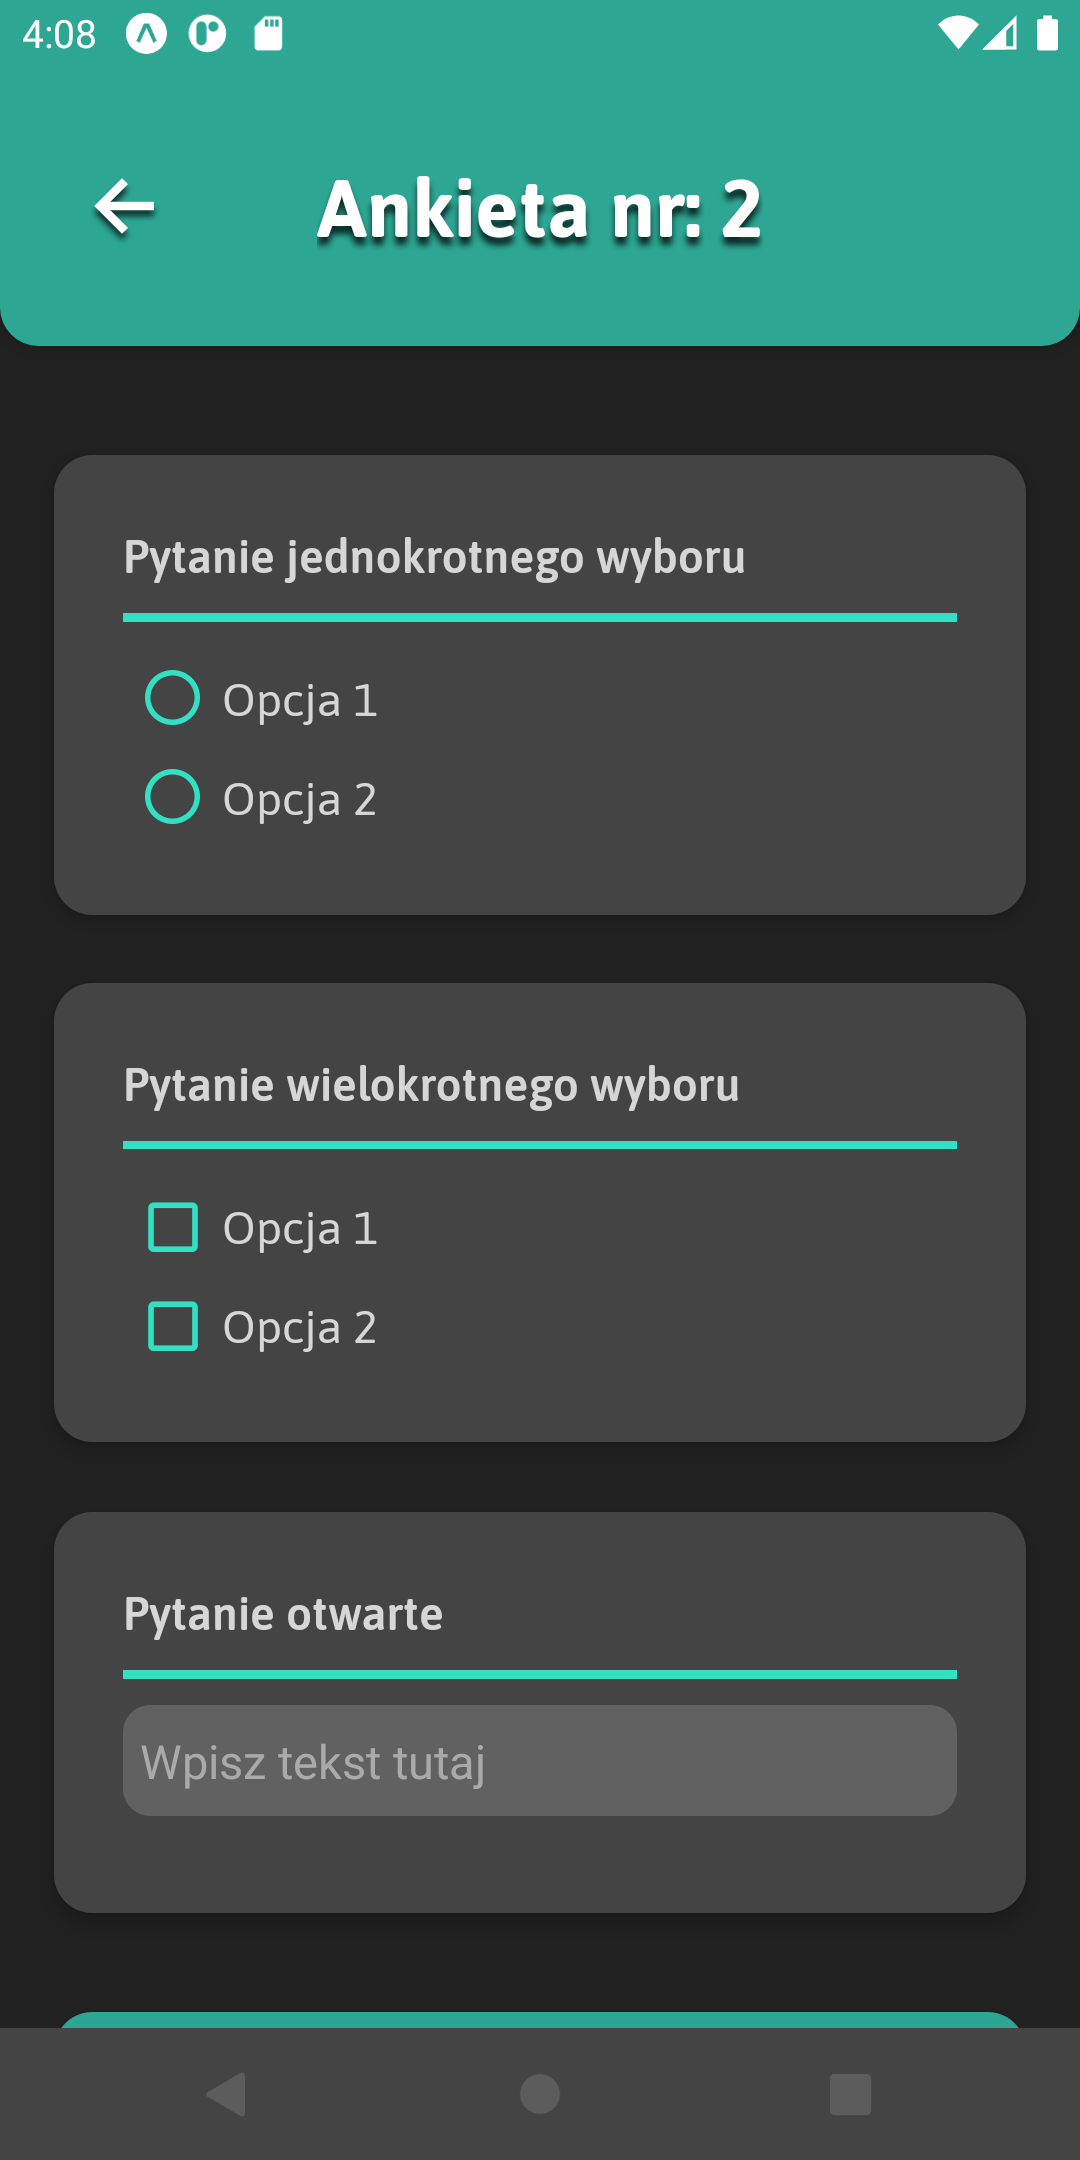 4:08
Ankieta nr: 2
Pytanie jednokrotnego wyboru
Opcja 1
Opcja 2
Pytanie wielokrotnego wyboru
Opcja 1
Opcja 2
Pytanie otwarte
Wpisz tekst tutaj